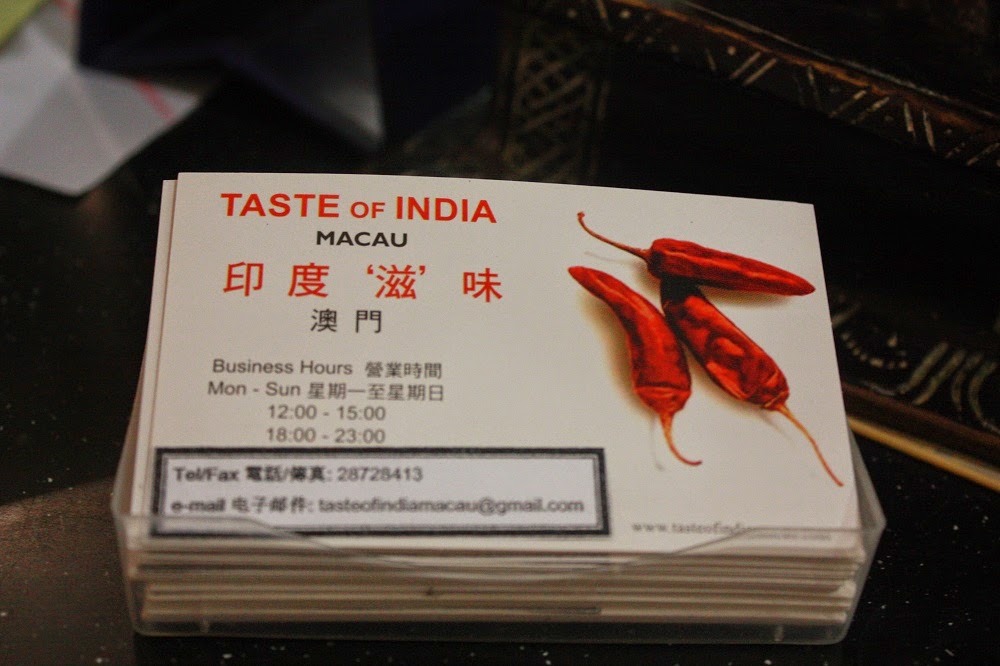 TASTE OF INDIA
MACAU
印 度 ‘滋’ 味
澳 門
Business Hours 營業時間
Mon - Sun 星期一至星期日
12:00 - 15:00
18:00 - 23:00
Tel/Fax 電話/傳真: 28728413
e-mail 电子邮件: tasteofindiamacau@gmail.com